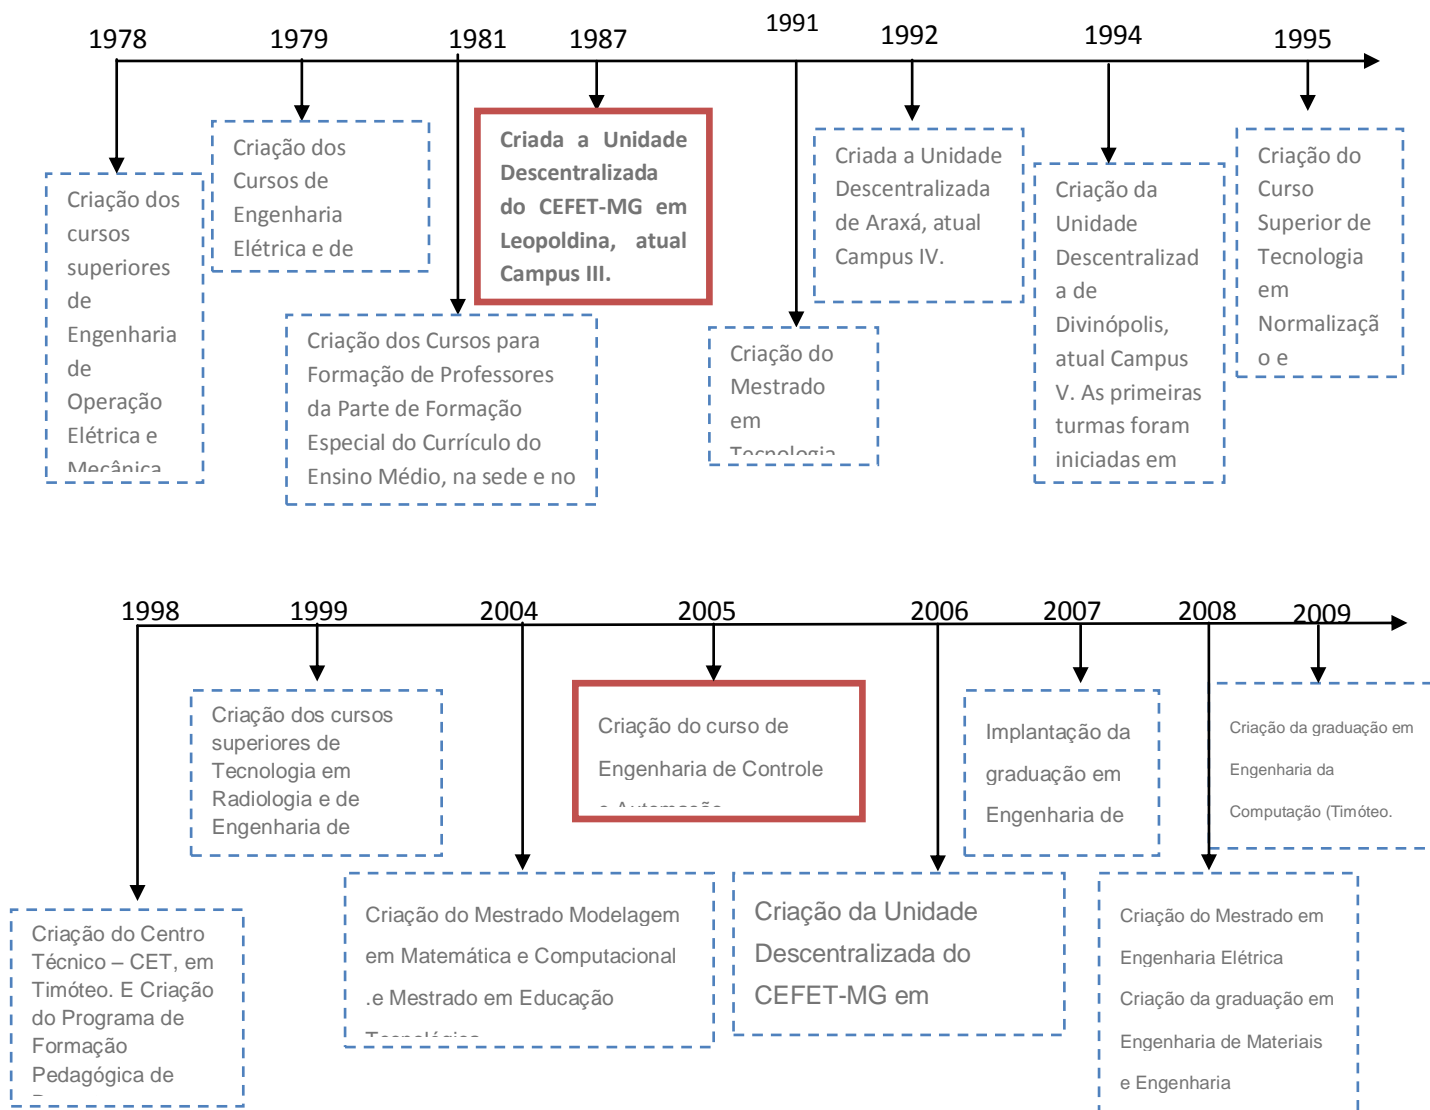 1978
1979
1981
1987
1991
1992
1994
1995
Criação dos
cursos
superiores
de
Engenharia
de
Operação
Elétrica e
Mecânica
Criação dos
Cursos de
Engenharia
Elétrica e de
Criação dos Cursos para
Formação de Professores
da Parte de Formação
Especial do Currículo do
Ensino Médio, na sede e no
Criada a Unidade
Descentralizada
do CEFET-MG em
Leopoldina, atual
Campus III.
Criação do
Mestrado
em
Tecnologia
Criada a Unidade
Descentralizada
de Araxá, atual
Campus IV.
Criação da
Unidade
Descentralizad
a de
Divinópolis,
atual Campus
V. As primeiras
turmas foram
iniciadas em
Criação do
Curso
Superior de
Tecnologia
em
Normalizaçã
o e
1998
1999
2004
2005
2006
2007
2008
2009
Criação do Centro
Técnico – CET, em
Timóteo. E Criação
do Programa de
Formação
Pedagógica de
Criação dos cursos
superiores de
Tecnologia em
Radiologia e de
Engenharia de
Criação do Mestrado Modelagem
em Matemática e Computacional
.e Mestrado em Educação
Tecnológica
Criação do curso de
Engenharia de Controle
e Automação
Criação da Unidade
Descentralizada do
CEFET-MG em
Implantação da
graduação em
Engenharia de
Criação do Mestrado em
Engenharia Elétrica
Criação da graduação em
Engenharia de Materiais
e Engenharia
Criação da graduação em
Engenharia da
Computação (Timóteo.